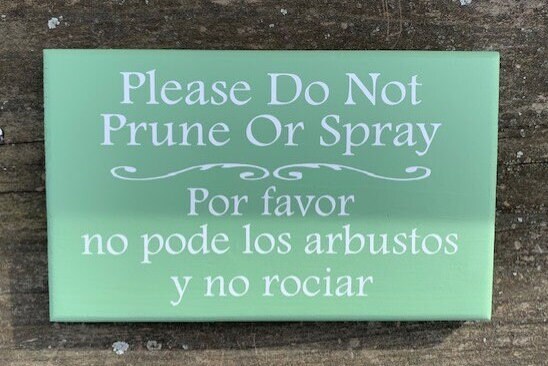 Please Do Not
Prune Or Spray
Por favor
no pode los arbustos
y no rociar